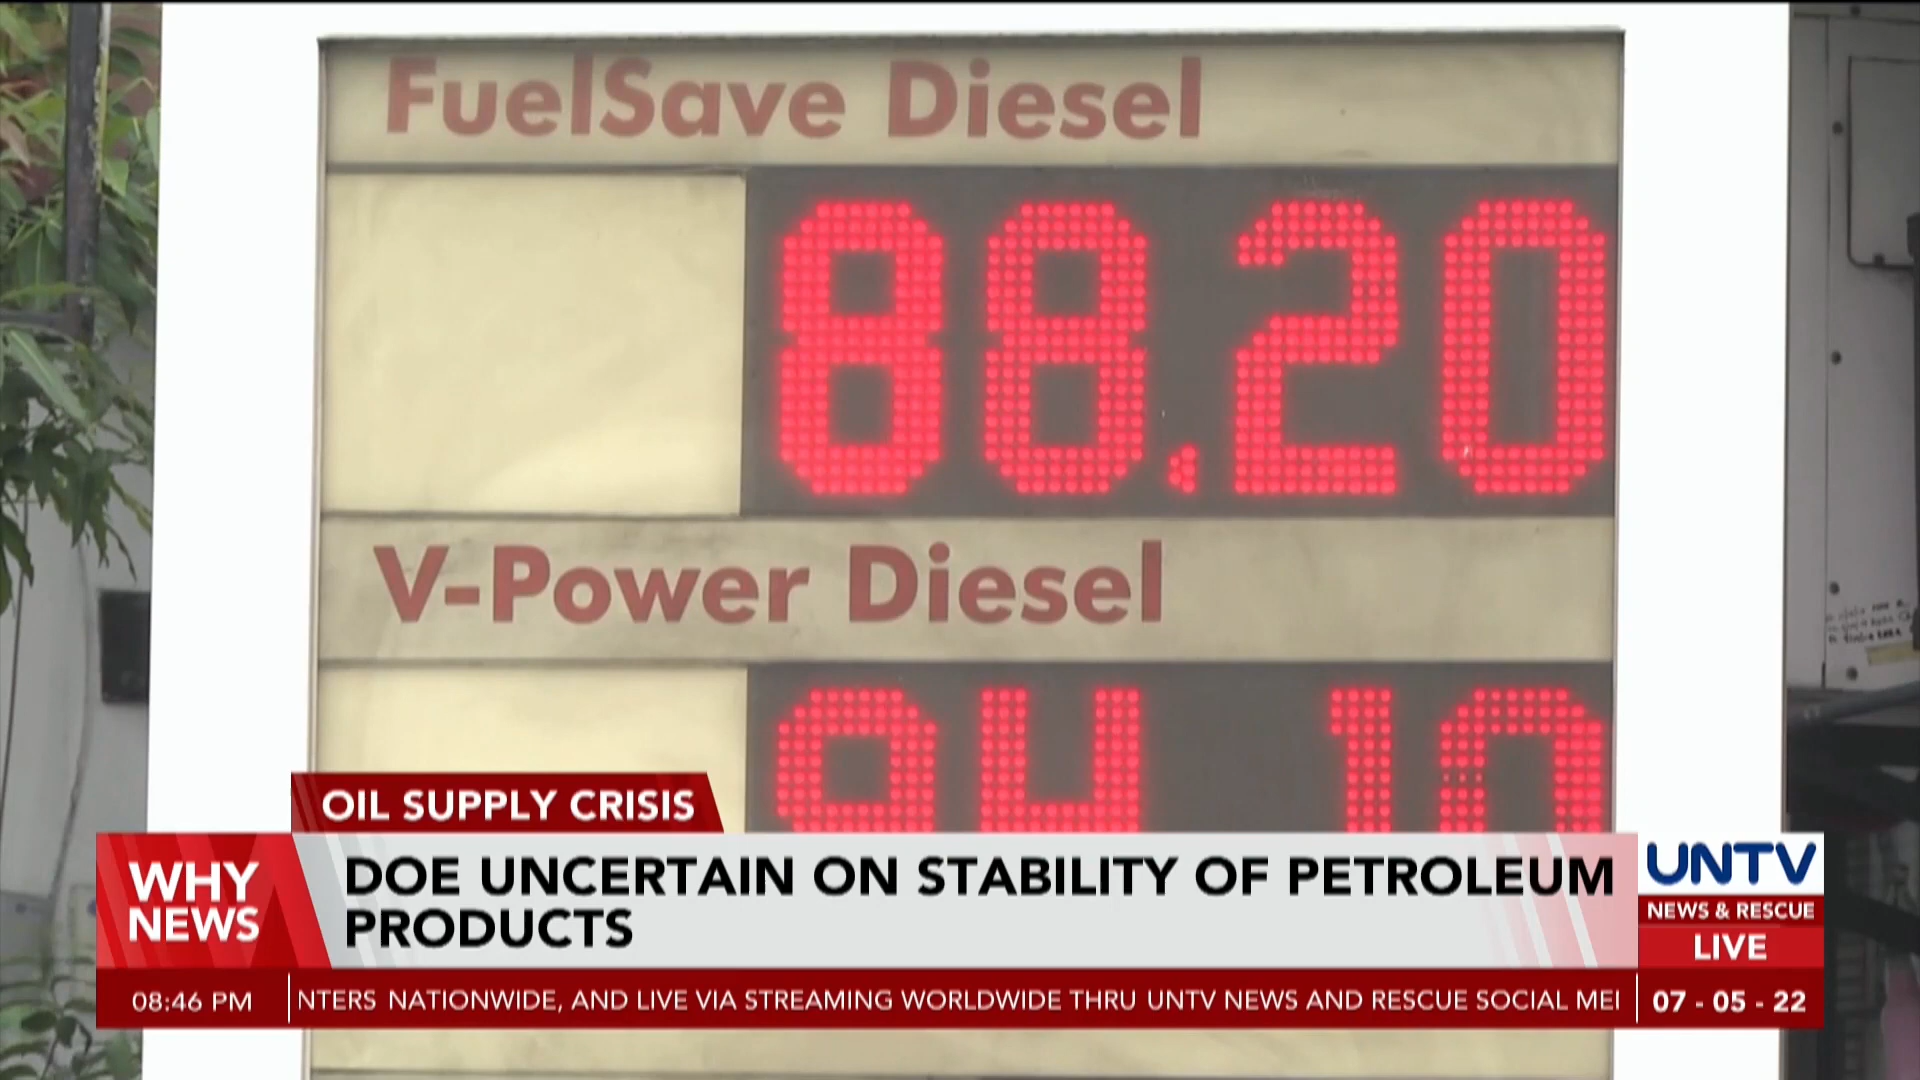 FuelSave Diesel
88.20
V-Power Diesel
94.10
OIL SUPPLY CRISIS
WHY
NEWS
DOE UNCERTAIN ON STABILITY OF PETROLEUM
PRODUCTS
UNTV
NEWS & RESCUE
LIVE
08:46 PM
NTERS NATIONWIDE, AND LIVE VIA STREAMING WORLDWIDE THRU UNTV NEWS AND RESCUE SOCIAL MEI
07 - 05 - 22